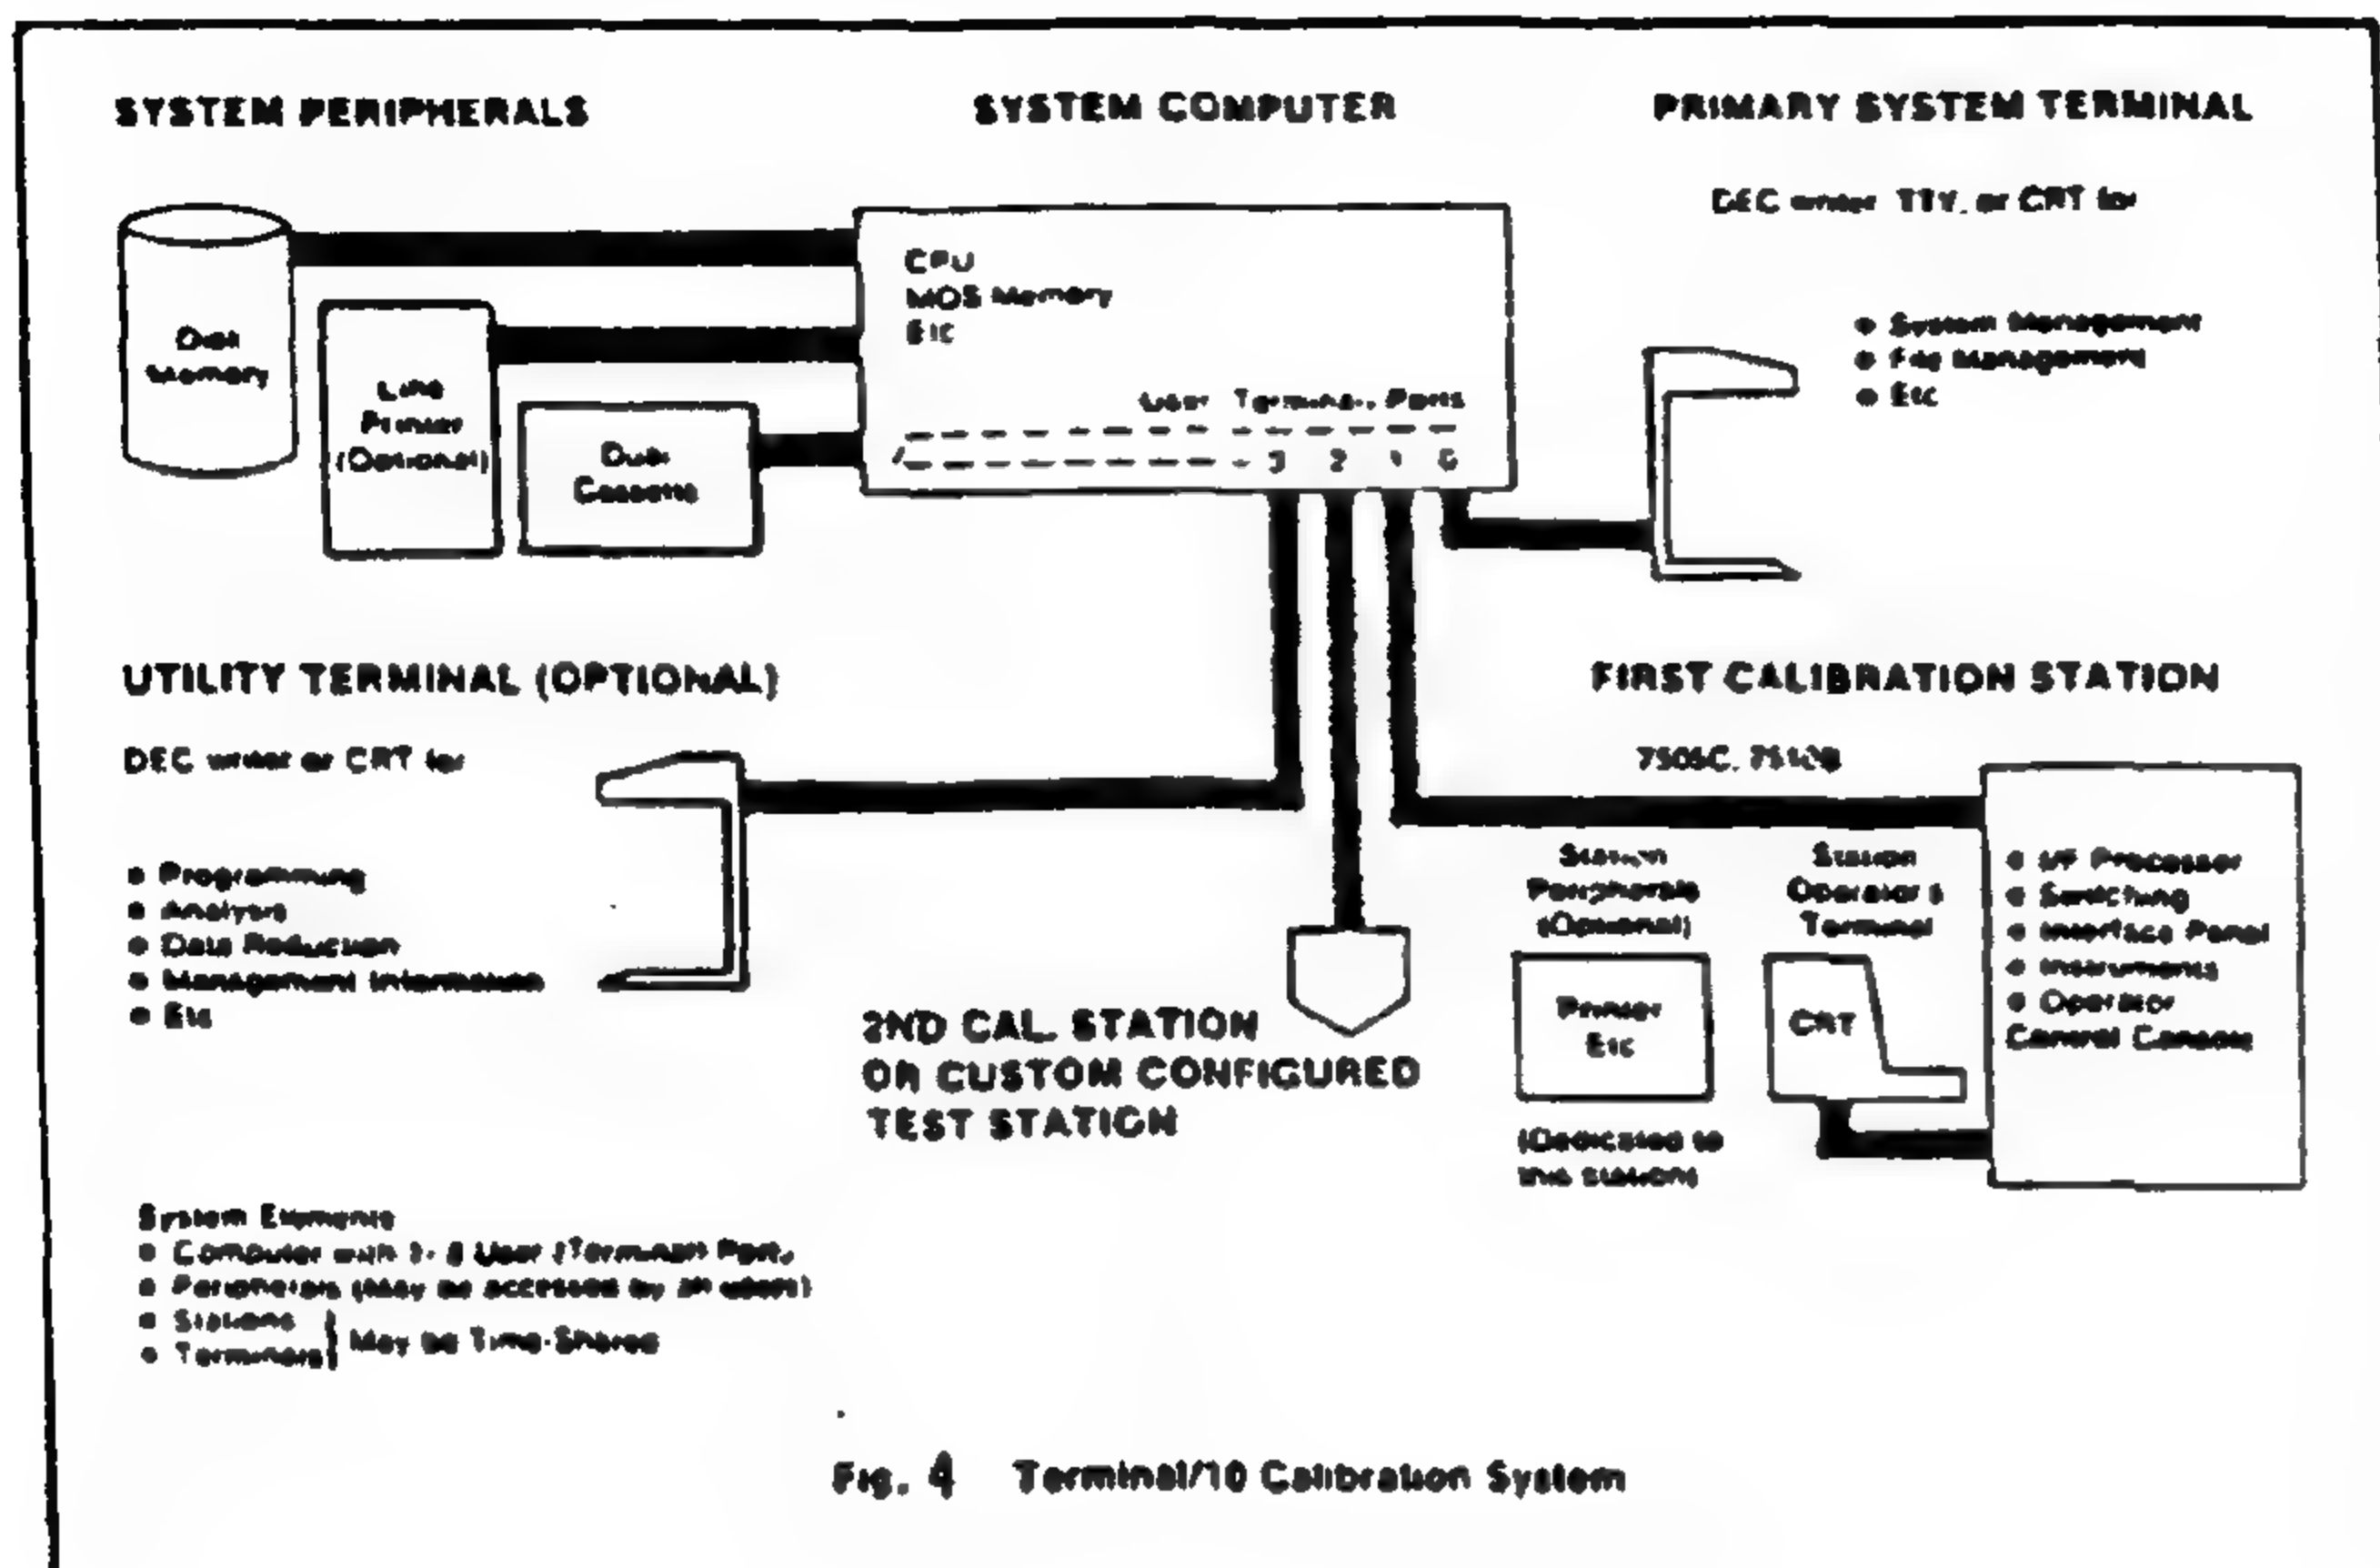 SYSTEM PERIPHERALS
SYSTEM COMPUTER
PRIMARY SYSTEM TERMINAL
DEC writer TTY, or CRT for
CPU
MOS Memory
Etc
Disk
Memory
Line
Printer
(Optional)
Dual
Cassette
User Terminal Ports
3 2 1 0
• System Management
• File Management
• Etc
UTILITY TERMINAL (OPTIONAL)
DEC writer or CRT for
• Programming
• Analysis
• Data Reduction
• Management Information
• Etc
FIRST CALIBRATION STATION
7505C,
Station
Peripherals
(Optional)
Printer
Etc
(Dedicated to
this station)
Station
Operator's
Terminal
CRT
• I/F Processor
• Switching
• Interface Panel
• Instruments
• Operator
Control Console
2ND CAL. STATION
OR CUSTOM CONFIGURED
TEST STATION
System Elements
• Computer with User (Terminal) Ports
• Peripherals (May be accessed by all users)
• Stations
• Terminals
May be Time-Shared
Fig. 4 Terminal/10 Calibration System